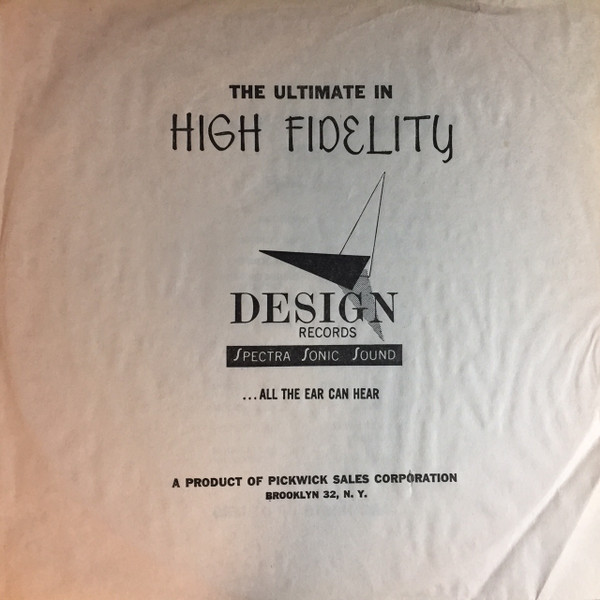 THE ULTIMATE IN
HIGH FIDELITY
DESIGN
RECORDS
SPECTRA SONIC SOUND
...ALL THE EAR CAN HEAR
A PRODUCT OF PICKWICK SALES CORPORATION
BROOKLYN 32, N. Y.